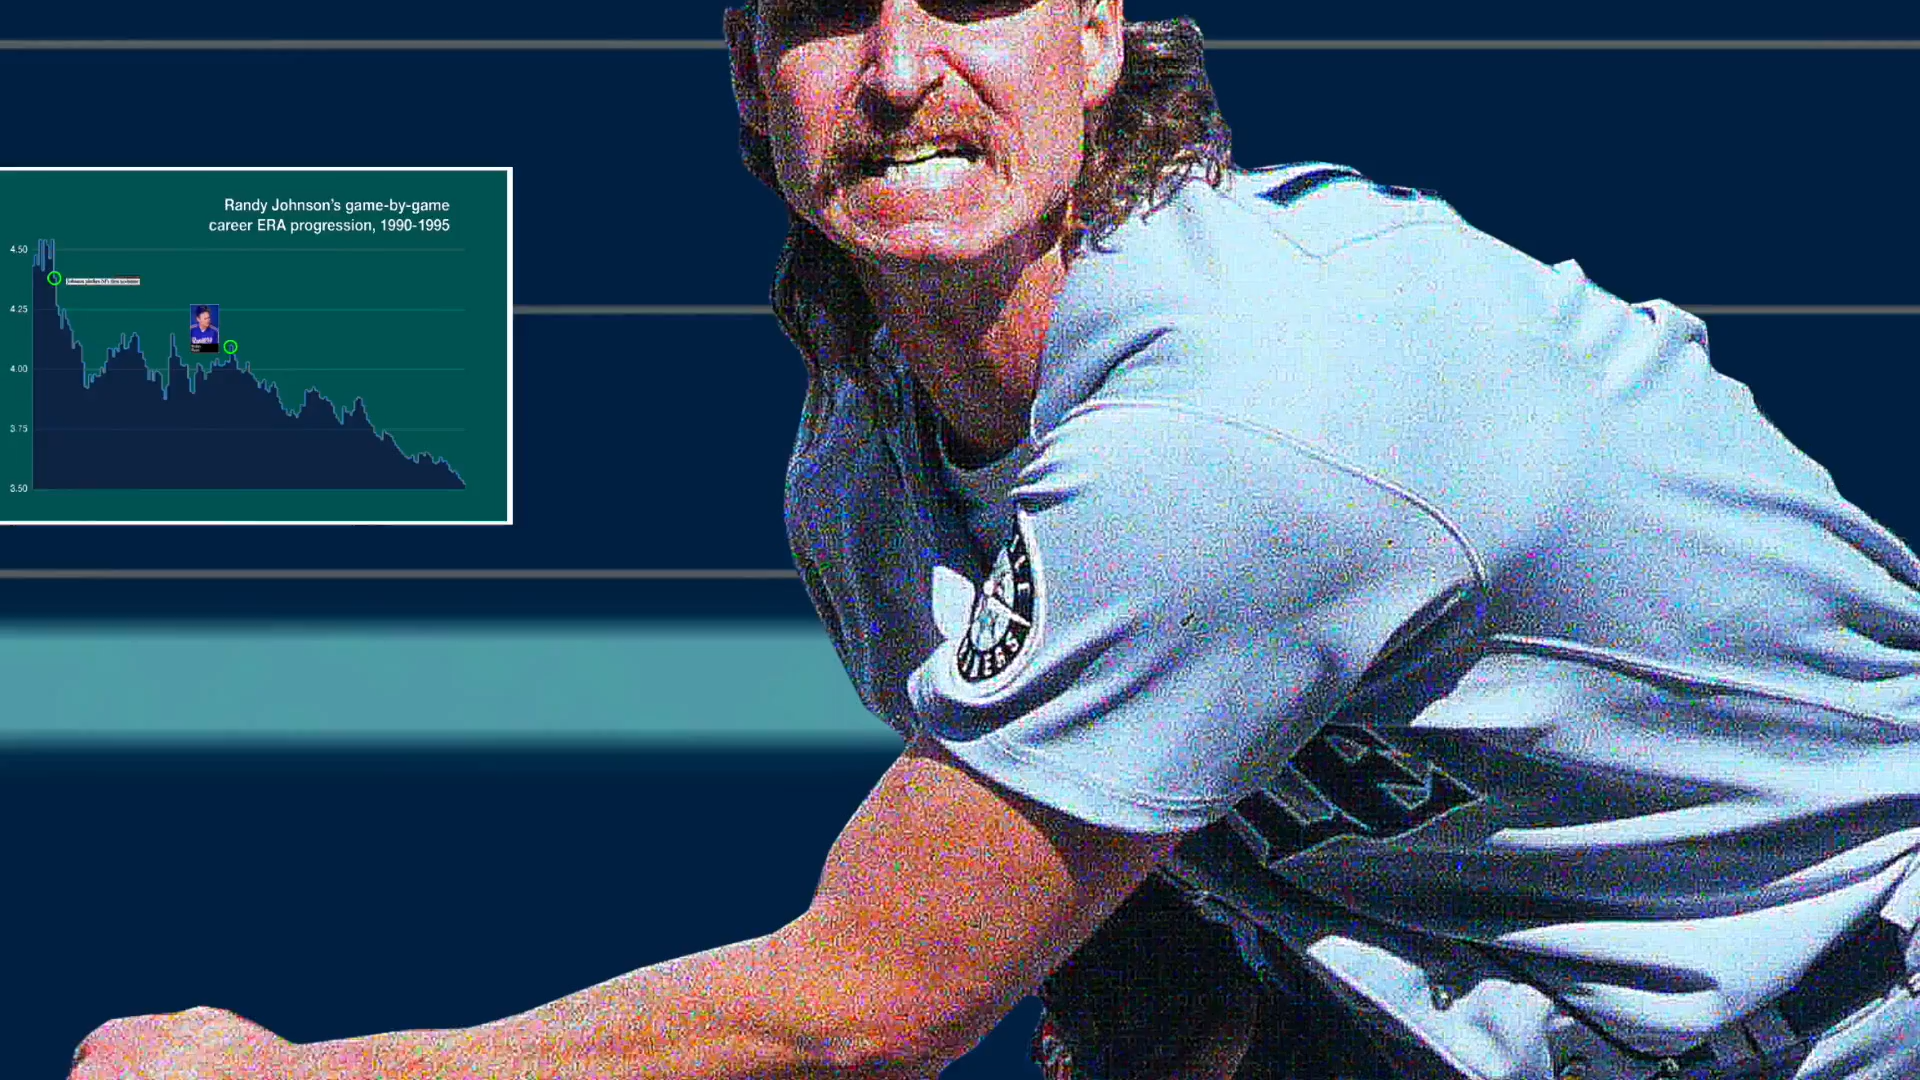 Randy Johnson's game-by-game
career ERA progression, 1990-1995
4.50
4.25
4.00
3.75
3.50